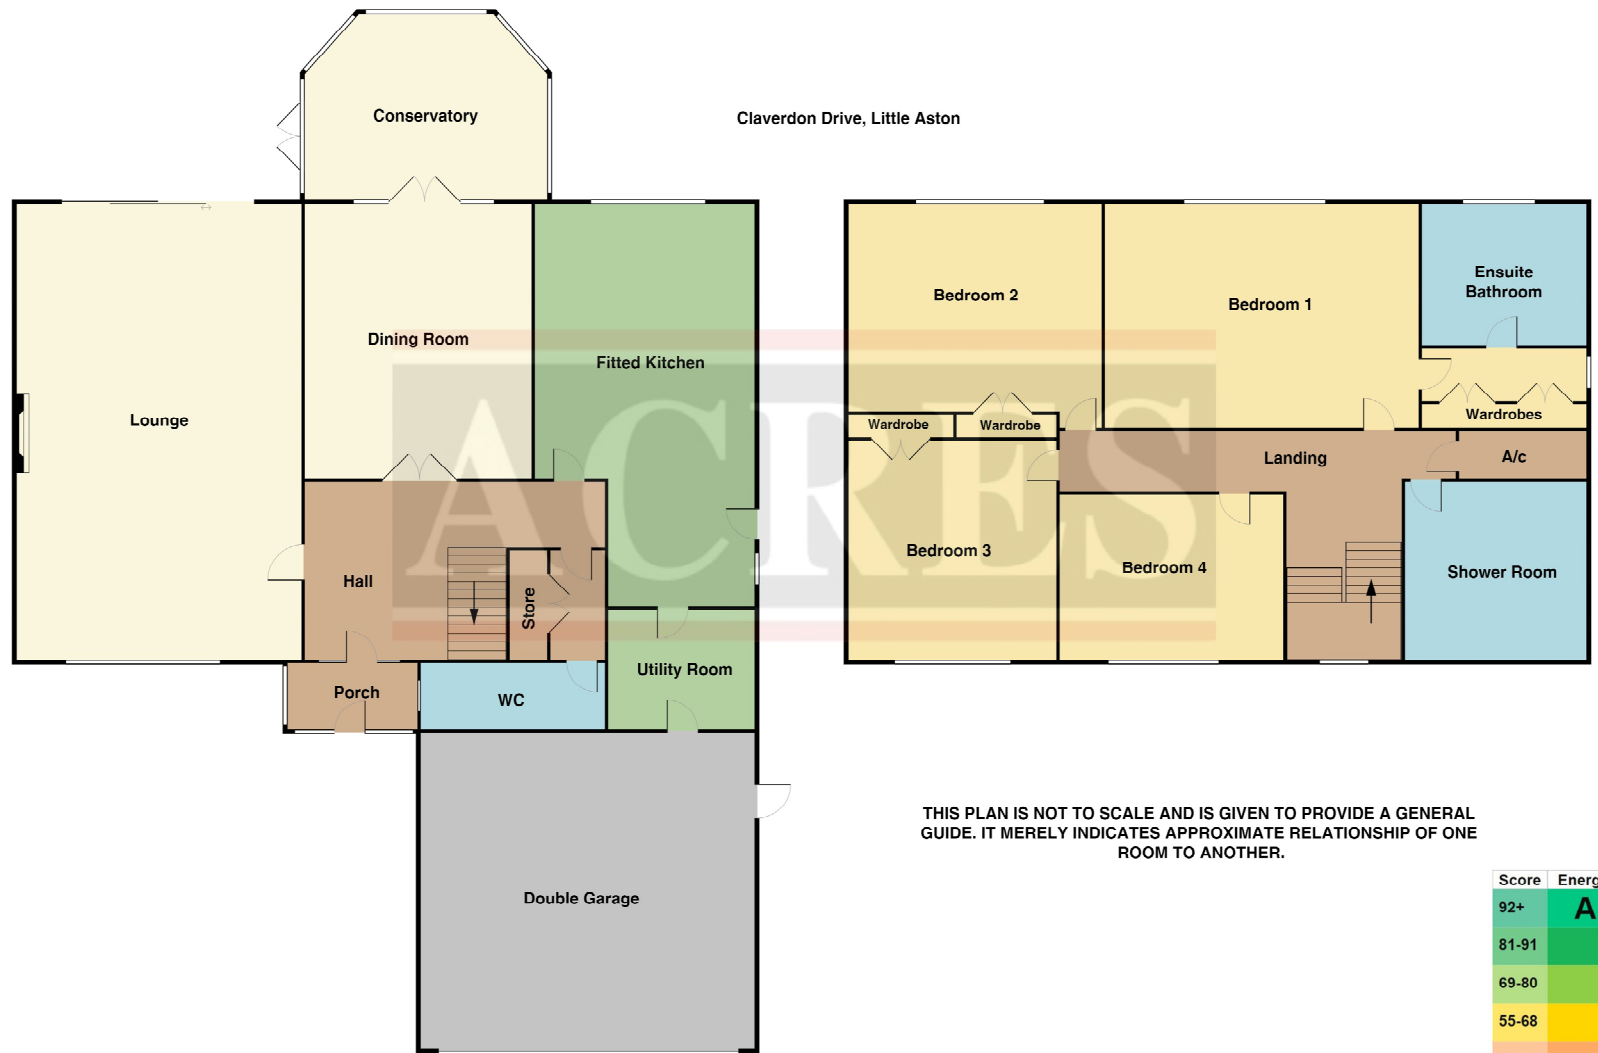 Claverdon Drive, Little Aston
Conservatory
Lounge
Dining Room
Fitted Kitchen
Hall
Store
Porch
WC
Utility Room
Double Garage
Bedroom 2
Bedroom 1
Ensuite
Bathroom
Wardrobe
Wardrobe
Wardrobes
Landing
A/c
Bedroom 3
Bedroom 4
Shower Room
ACRES
THIS PLAN IS NOT TO SCALE AND IS GIVEN TO PROVIDE A GENERAL
GUIDE. IT MERELY INDICATES APPROXIMATE RELATIONSHIP OF ONE
ROOM TO ANOTHER.
Score Energ
92+ A
81-91
69-80
55-68